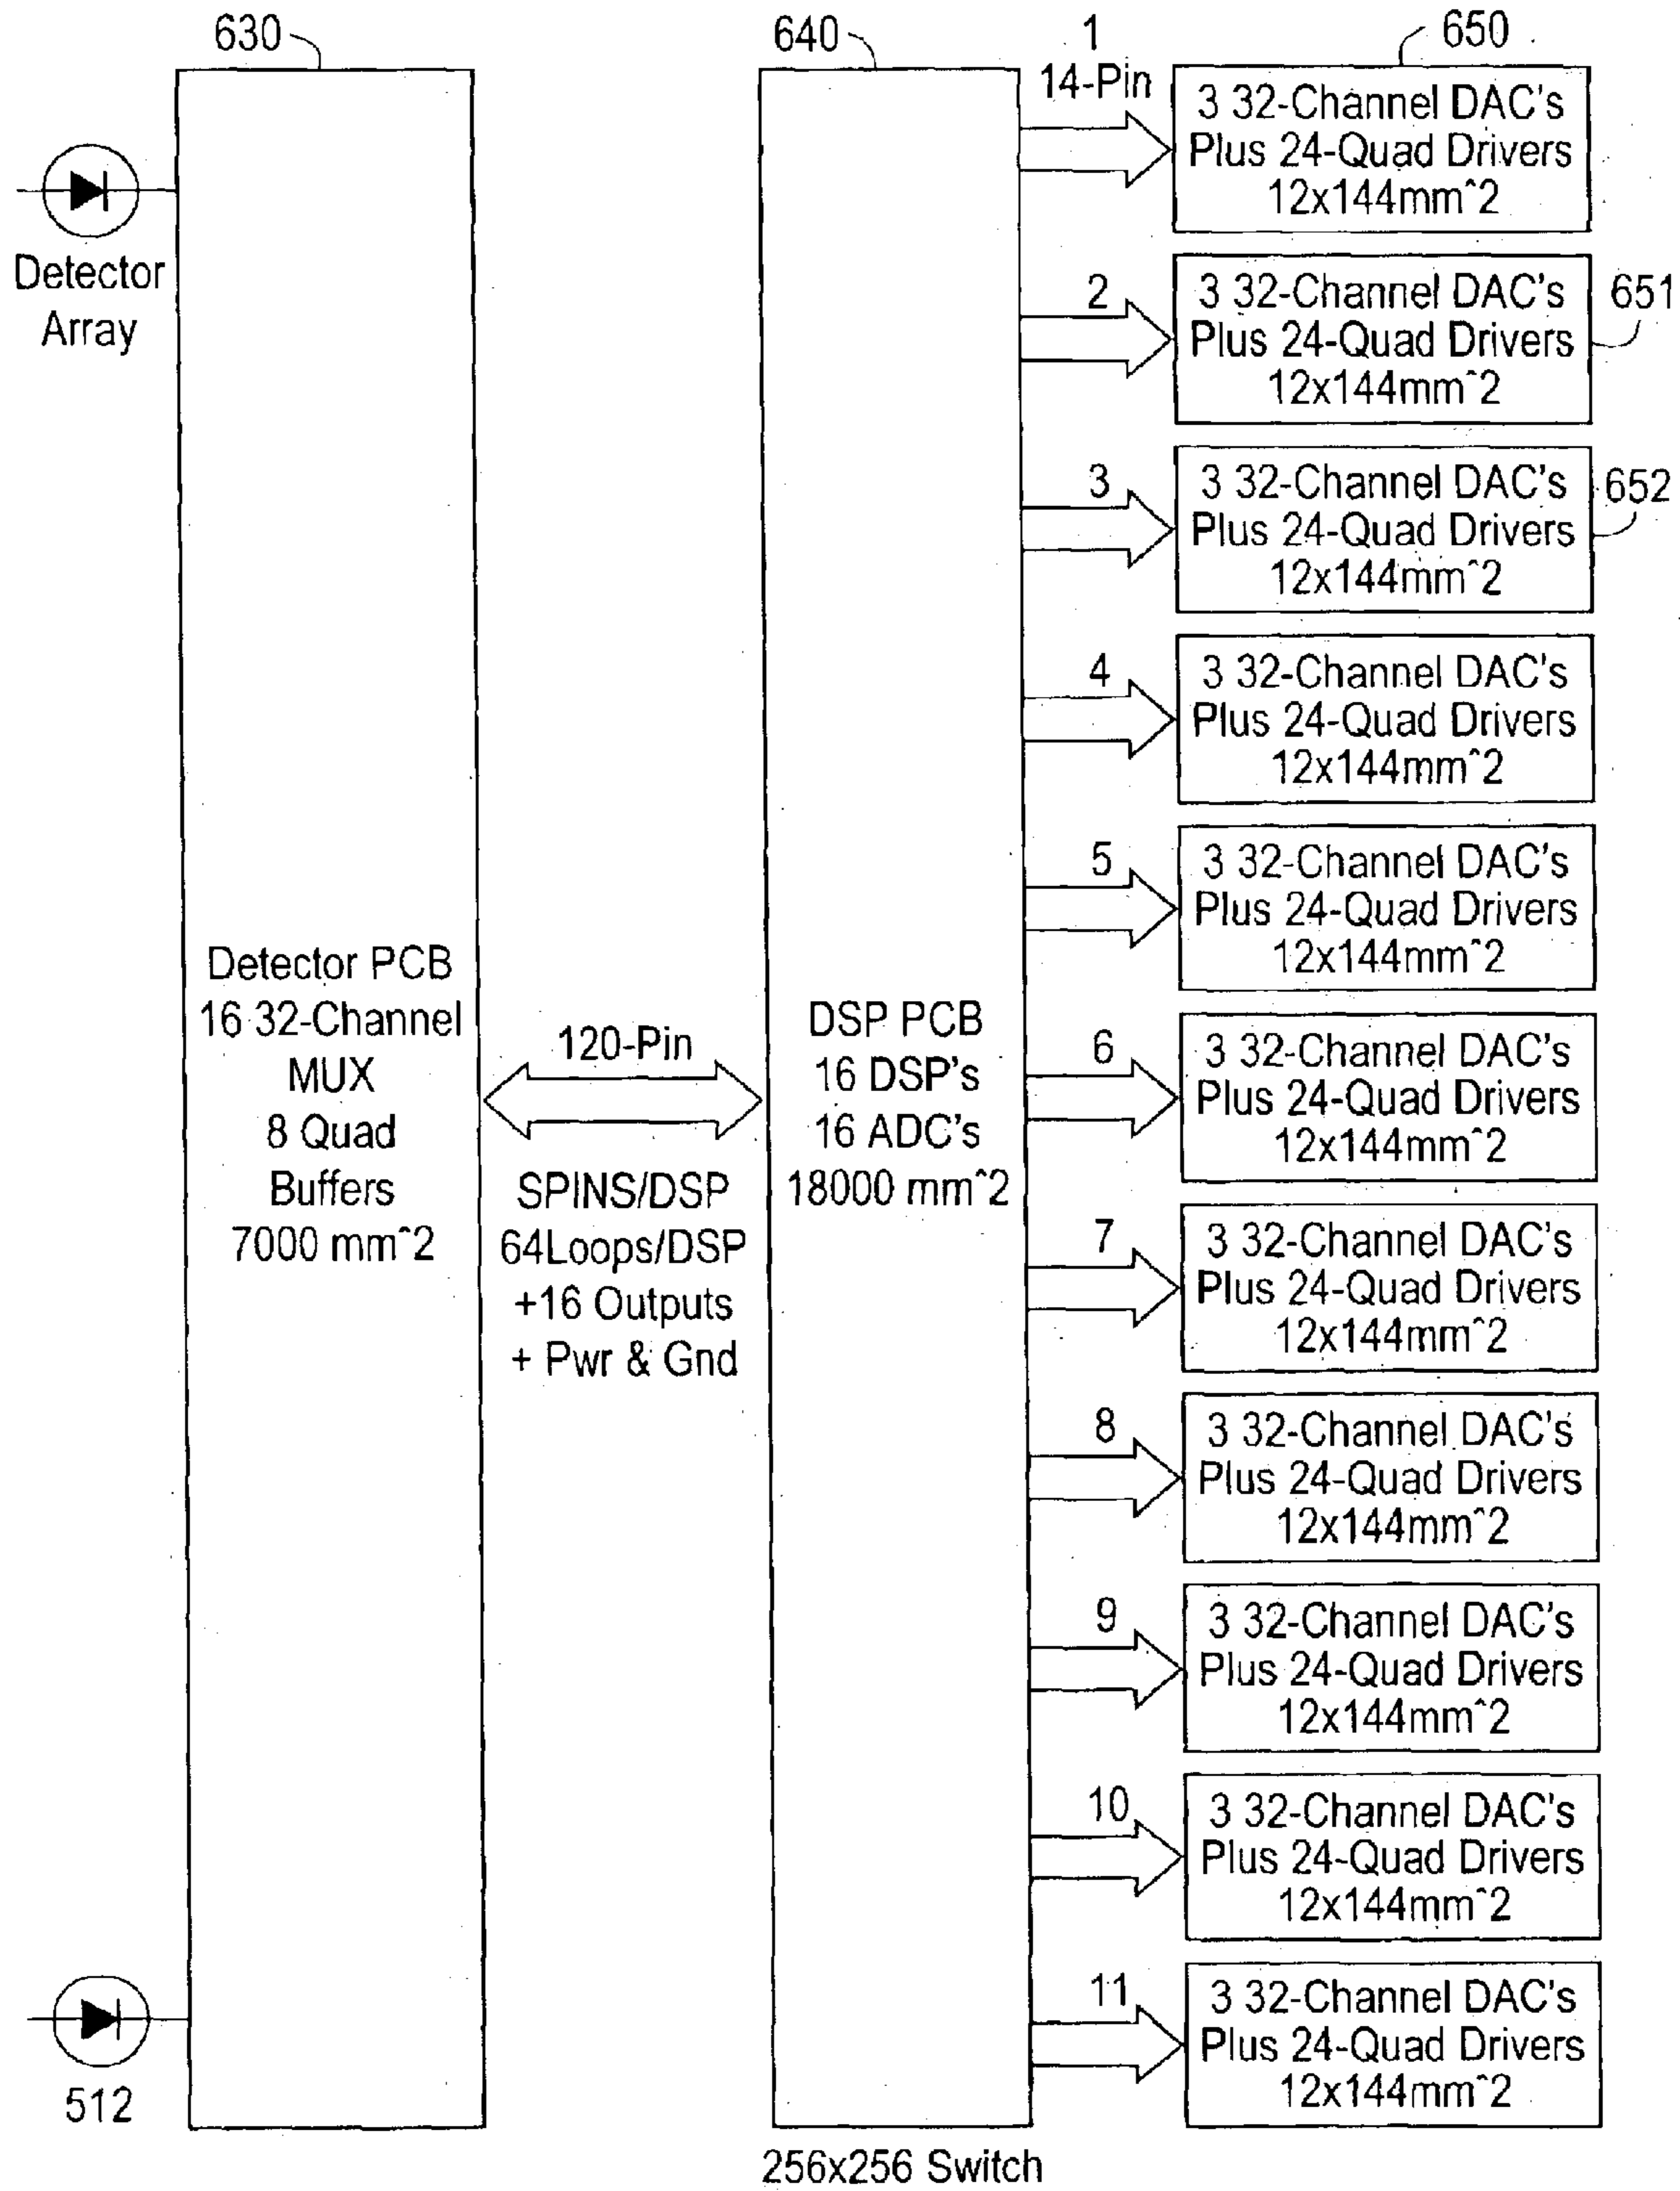 630
640
1
14-Pin
650
3 32-Channel DAC's
Plus 24-Quad Drivers
12x144mm^2
Detector
Array
2
3 32-Channel DAC's
Plus 24-Quad Drivers
12x144mm^2
651
3
3 32-Channel DAC's
Plus 24-Quad Drivers
12x144mm^2
652
4
3 32-Channel DAC's
Plus 24-Quad Drivers
12x144mm^2
5
3 32-Channel DAC's
Plus 24-Quad Drivers
12x144mm^2
Detector PCB
16 32-Channel
MUX
8 Quad
Buffers
7000 mm^2
120-Pin
SPINS/DSP
64Loops/DSP
+16 Outputs
+ Pwr & Gnd
DSP PCB
16 DSP's
16 ADC's
18000 mm^2
6
3 32-Channel DAC's
Plus 24-Quad Drivers
12x144mm^2
7
3 32-Channel DAC's
Plus 24-Quad Drivers
12x144mm^2
8
3 32-Channel DAC's
Plus 24-Quad Drivers
12x144mm^2
9
3 32-Channel DAC's
Plus 24-Quad Drivers
12x144mm^2
10
3 32-Channel DAC's
Plus 24-Quad Drivers
12x144mm^2
11
3 32-Channel DAC's
Plus 24-Quad Drivers
12x144mm^2
512
256x256 Switch